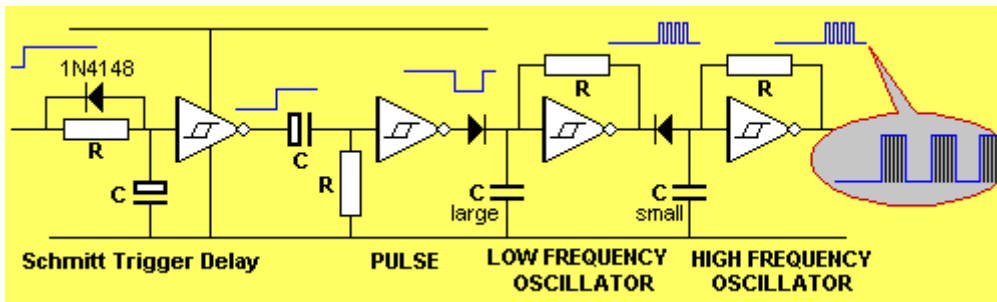 1N4148
R
C
C
R
R
C
large
R
C
small
Schmitt Trigger Delay
PULSE
LOW FREQUENCY
OSCILLATOR
HIGH FREQUENCY
OSCILLATOR